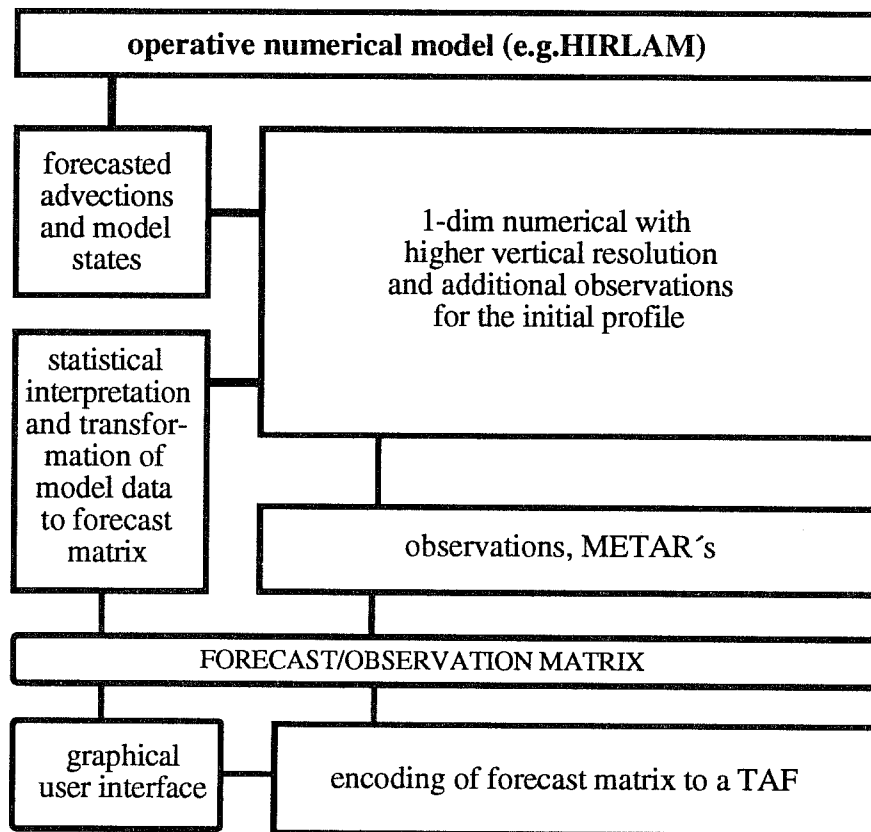 operative numerical model (e.g.HIRLAM)
forecasted
advections
and model
states
1-dim numerical with
higher vertical resolution
and additional observations
for the initial profile
statistical
interpretation
and transfor-
mation of
model data
to forecast
matrix
observations, METAR´s
FORECAST/OBSERVATION MATRIX
graphical
user interface
encoding of forecast matrix to a TAF